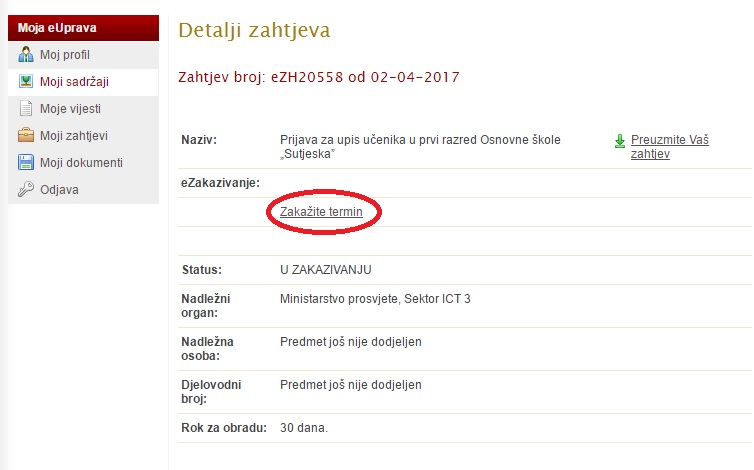 Moja eUprava
Moj profil
Moji sadržaji
Moje vijesti
Moji zahtjevi
Moji dokumenti
Odjava
Detalji zahtjeva
Zahtjev broj: eZH20558 od 02-04-2017
Naziv:
Prijava za upis učenika u prvi razred Osnovne škole
„Sutjeska”
Preuzmite Vaš
zahtjev
eZakazivanje:
Zakažite termin
Status:
U ZAKAZIVANJU
Nadležni
organ:
Ministarstvo prosvjete, Sektor ICT 3
Nadležna
osoba:
Predmet još nije dodjeljen
Djelovodni
broj:
Predmet još nije dodjeljen
Rok za obradu:
30 dana.